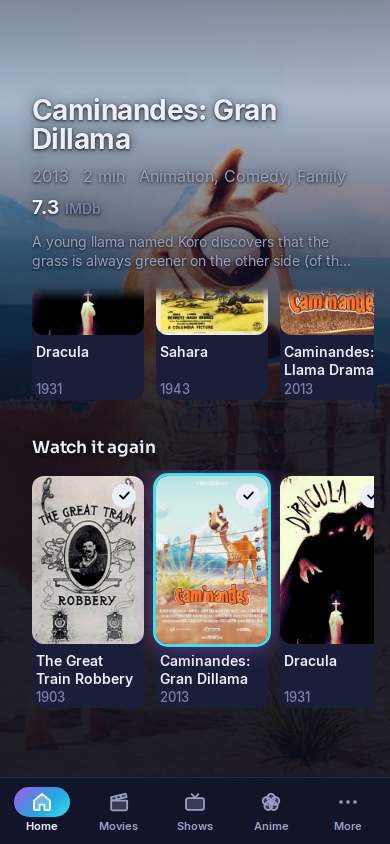 Caminandes: Gran
Dillama
2013 2 min Animation, Comedy, Family
7.3 IMDb
A young llama named Koro discovers that the
grass is always greener on the other side (of th...
A COLUMBIA PICTURE
Caminande
Dracula
Sahara
Caminandes:
Llama Drama
1931
1943
2013
Watch it again
THE GREAT TRAIN
ROBBERY
Caminandes
DRACULA
The Great
Train Robbery
Caminandes:
Gran Dillama
Dracula
1903
2013
1931
Home
Movies
Shows
Anime
More